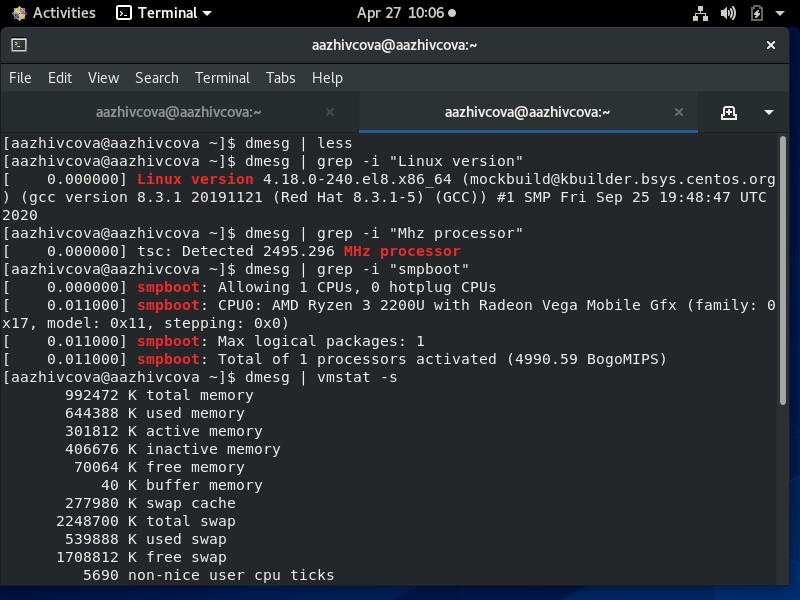 Activities Terminal Apr 27 10:06
aazhivcova@aazhivcova:~
File Edit View Search Terminal Tabs Help
aazhivcova@aazhivcova:~ aazhivcova@aazhivcova:~
[aazhivcova@aazhivcova ~]$ dmesg | less
[aazhivcova@aazhivcova ~]$ dmesg | grep -i "Linux version"
[    0.000000] Linux version 4.18.0-240.el8.x86_64 (mockbuild@kbuilder.bsys.centos.org
) (gcc version 8.3.1 20191121 (Red Hat 8.3.1-5) (GCC)) #1 SMP Fri Sep 25 19:48:47 UTC
2020
[aazhivcova@aazhivcova ~]$ dmesg | grep -i "Mhz processor"
[    0.000000] tsc: Detected 2495.296 MHz processor
[aazhivcova@aazhivcova ~]$ dmesg | grep -i "smpboot"
[    0.000000] smpboot: Allowing 1 CPUs, 0 hotplug CPUs
[    0.011000] smpboot: CPU0: AMD Ryzen 3 2200U with Radeon Vega Mobile Gfx (family: 0
x17, model: 0x11, stepping: 0x0)
[    0.011000] smpboot: Max logical packages: 1
[    0.011000] smpboot: Total of 1 processors activated (4990.59 BogoMIPS)
[aazhivcova@aazhivcova ~]$ dmesg | vmstat -s
992472 K total memory
644388 K used memory
301812 K active memory
406676 K inactive memory
70064 K free memory
40 K buffer memory
277980 K swap cache
2248700 K total swap
539888 K used swap
1708812 K free swap
5690 non-nice user cpu ticks